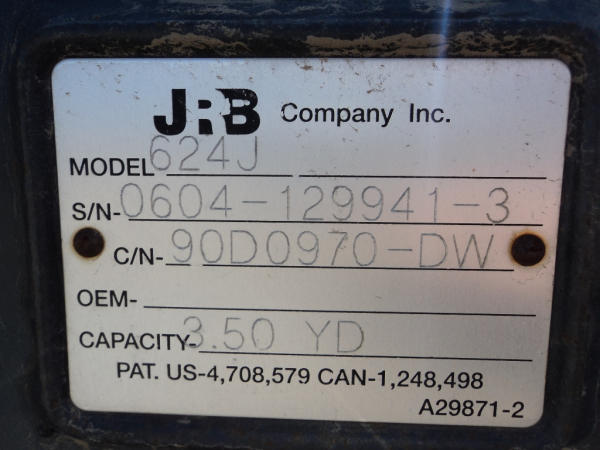 JRB Company Inc.
MODEL 624J
S/N-0604-129941-3
C/N-90D0970-DW
OEM-
CAPACITY-3.50 YD
PAT. US-4,708,579 CAN-1,248,498
A29871-2